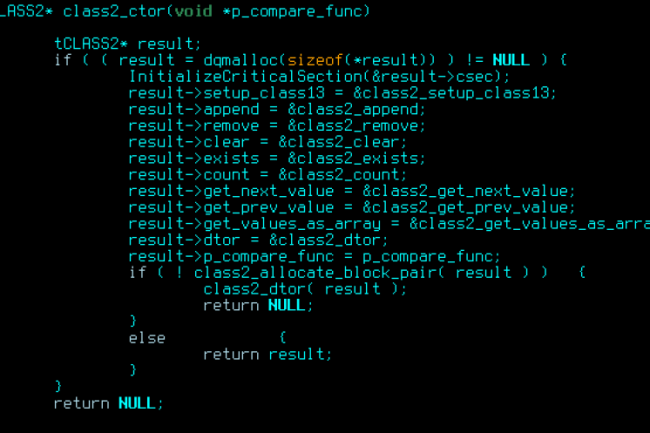 LASS2* class2_ctor(void *p_compare_func)
tCLASS2* result;
if ( ( result = dqmalloc(sizeof(*result)) ) != NULL ) {
InitializeCriticalSection(&result->csec);
result->setup_class13 = &class2_setup_class13;
result->append = &class2_append;
result->remove = &class2_remove;
result->clear = &class2_clear;
result->exists = &class2_exists;
result->count = &class2_count;
result->get_next_value = &class2_get_next_value;
result->get_prev_value = &class2_get_prev_value;
result->get_values_as_array = &class2_get_values_as_arra
result->dtor = &class2_dtor;
result->p_compare_func = p_compare_func;
if ( ! class2_allocate_block_pair( result ) ) {
class2_dtor( result );
return NULL;
}
else {
return result;
}
}
return NULL;